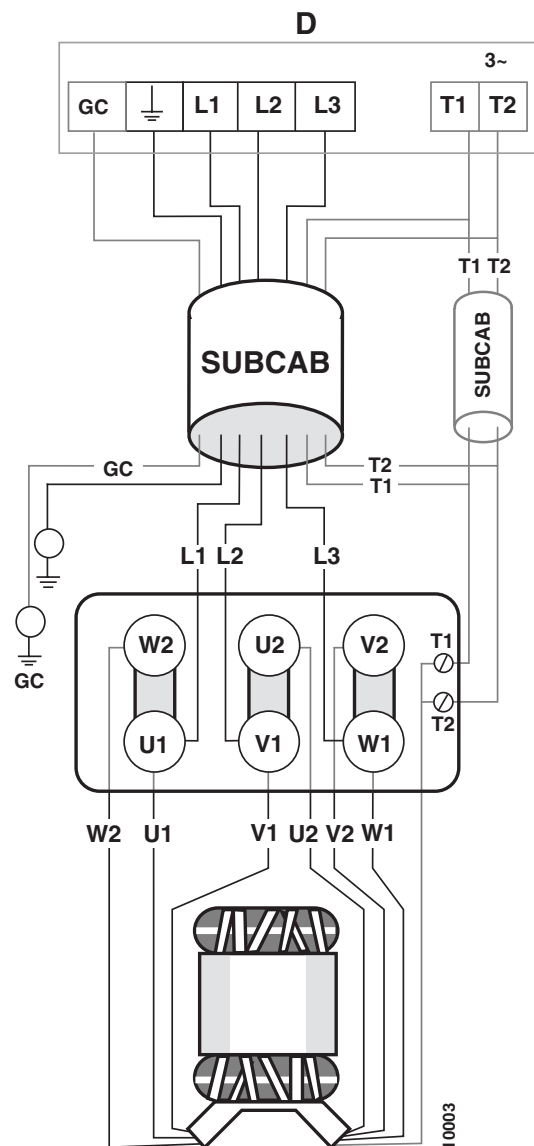 D
3~
GC L1 L2 L3 T1 T2
T1 T2
SUBCAB
SUBCAB
GC
T2
T1
L1 L2 L3
W2 U2 V2
T1
GC
U1 V1 W1
T2
W2 U1 V1 U2 V2 W1